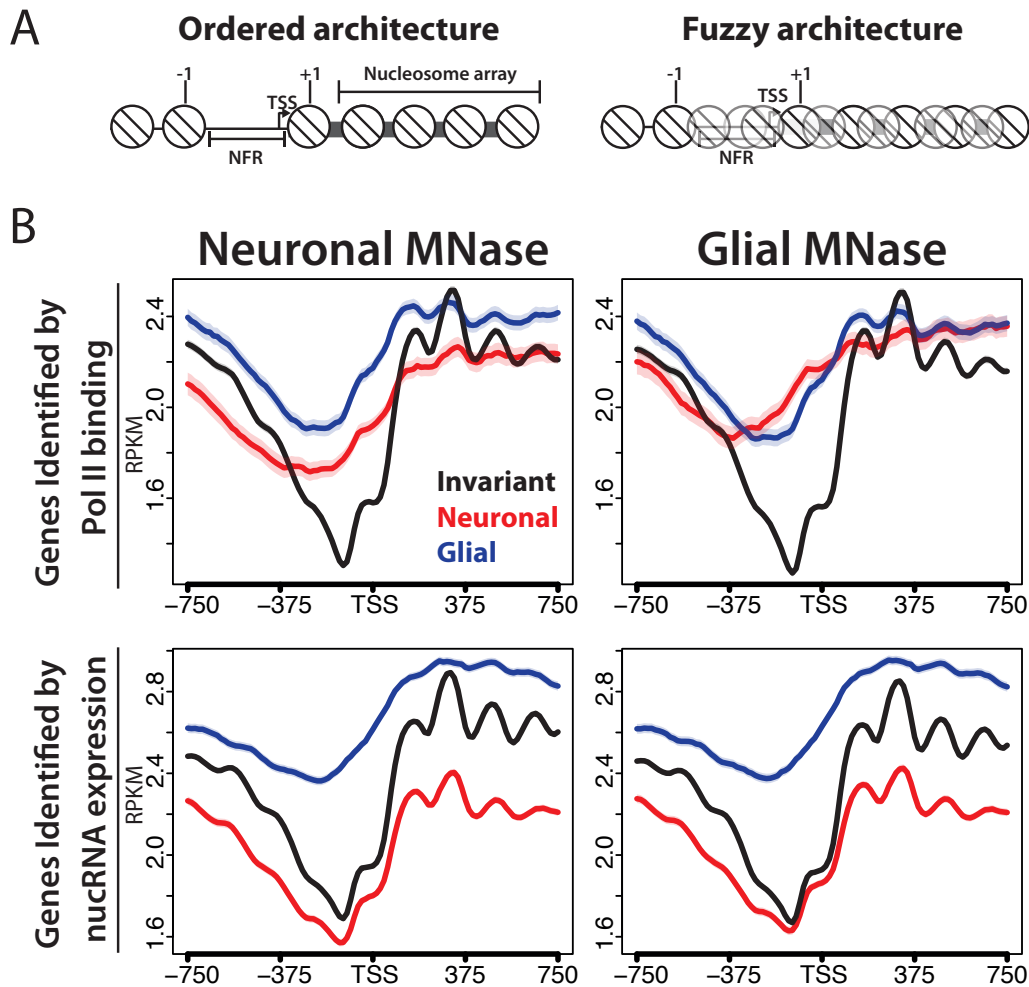 A
Ordered architecture
Fuzzy architecture
-1
+1
Nucleosome array
TSS
NFR
-1
+1
TSS
NFR
B
Neuronal MNase
Glial MNase
Genes Identified by
Pol II binding
RPKM
2.4
2.0
1.6
Invariant
Neuronal
Glial
−750
−375
TSS
375
750
2.4
2.0
1.6
−750
−375
TSS
375
750
Genes Identified by
nucRNA expression
RPKM
2.8
2.4
2.0
1.6
−750
−375
TSS
375
750
2.8
2.4
2.0
1.6
−750
−375
TSS
375
750